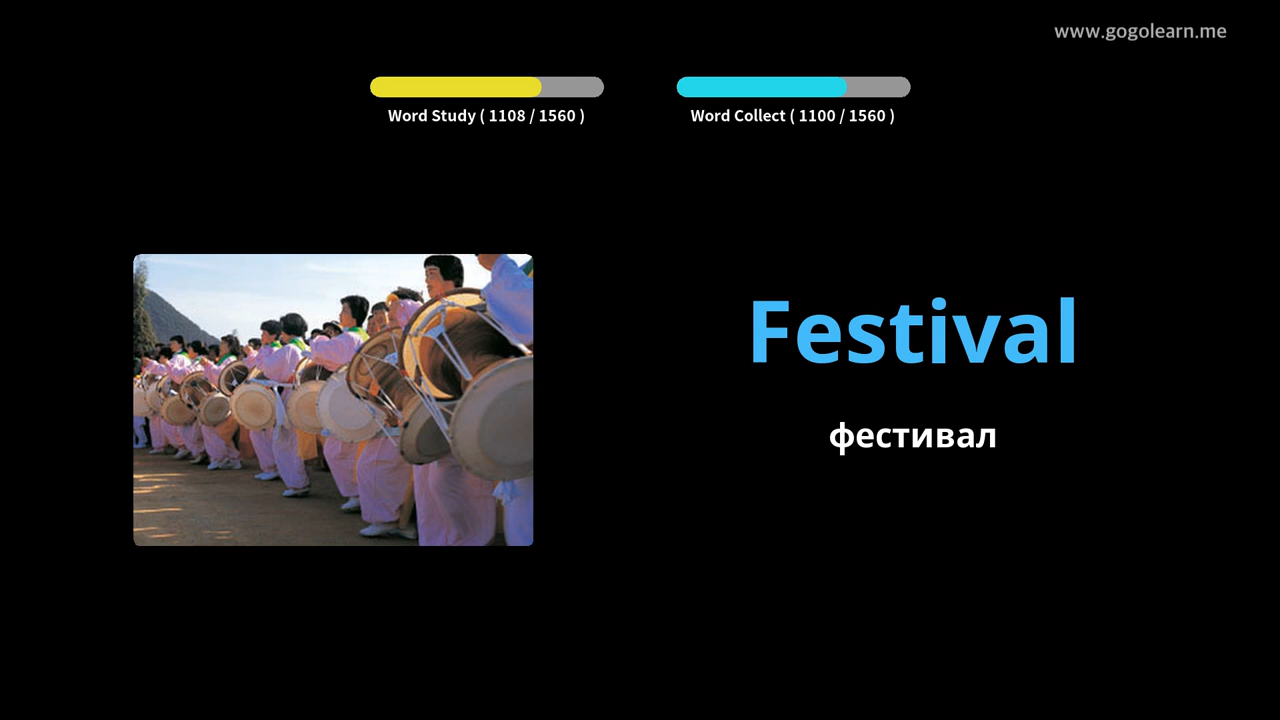 www.gogolearn.me
Word Study ( 1108 / 1560 )
Word Collect ( 1100 / 1560 )
Festival
фестивал